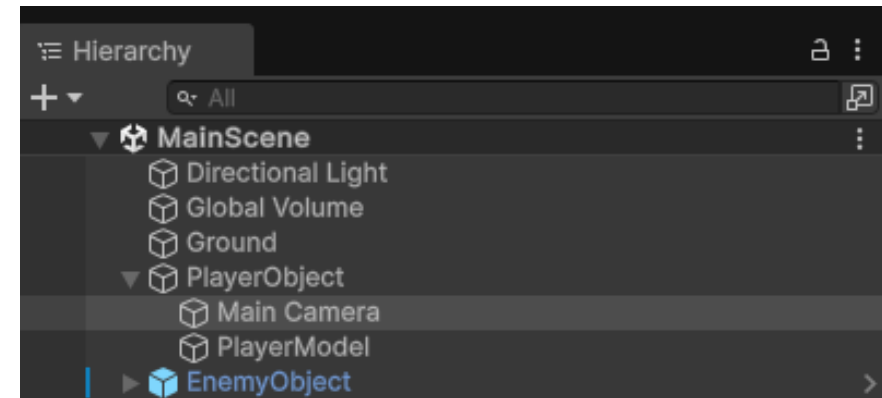 Hierarchy
All
MainScene
Directional Light
Global Volume
Ground
PlayerObject
Main Camera
PlayerModel
EnemyObject